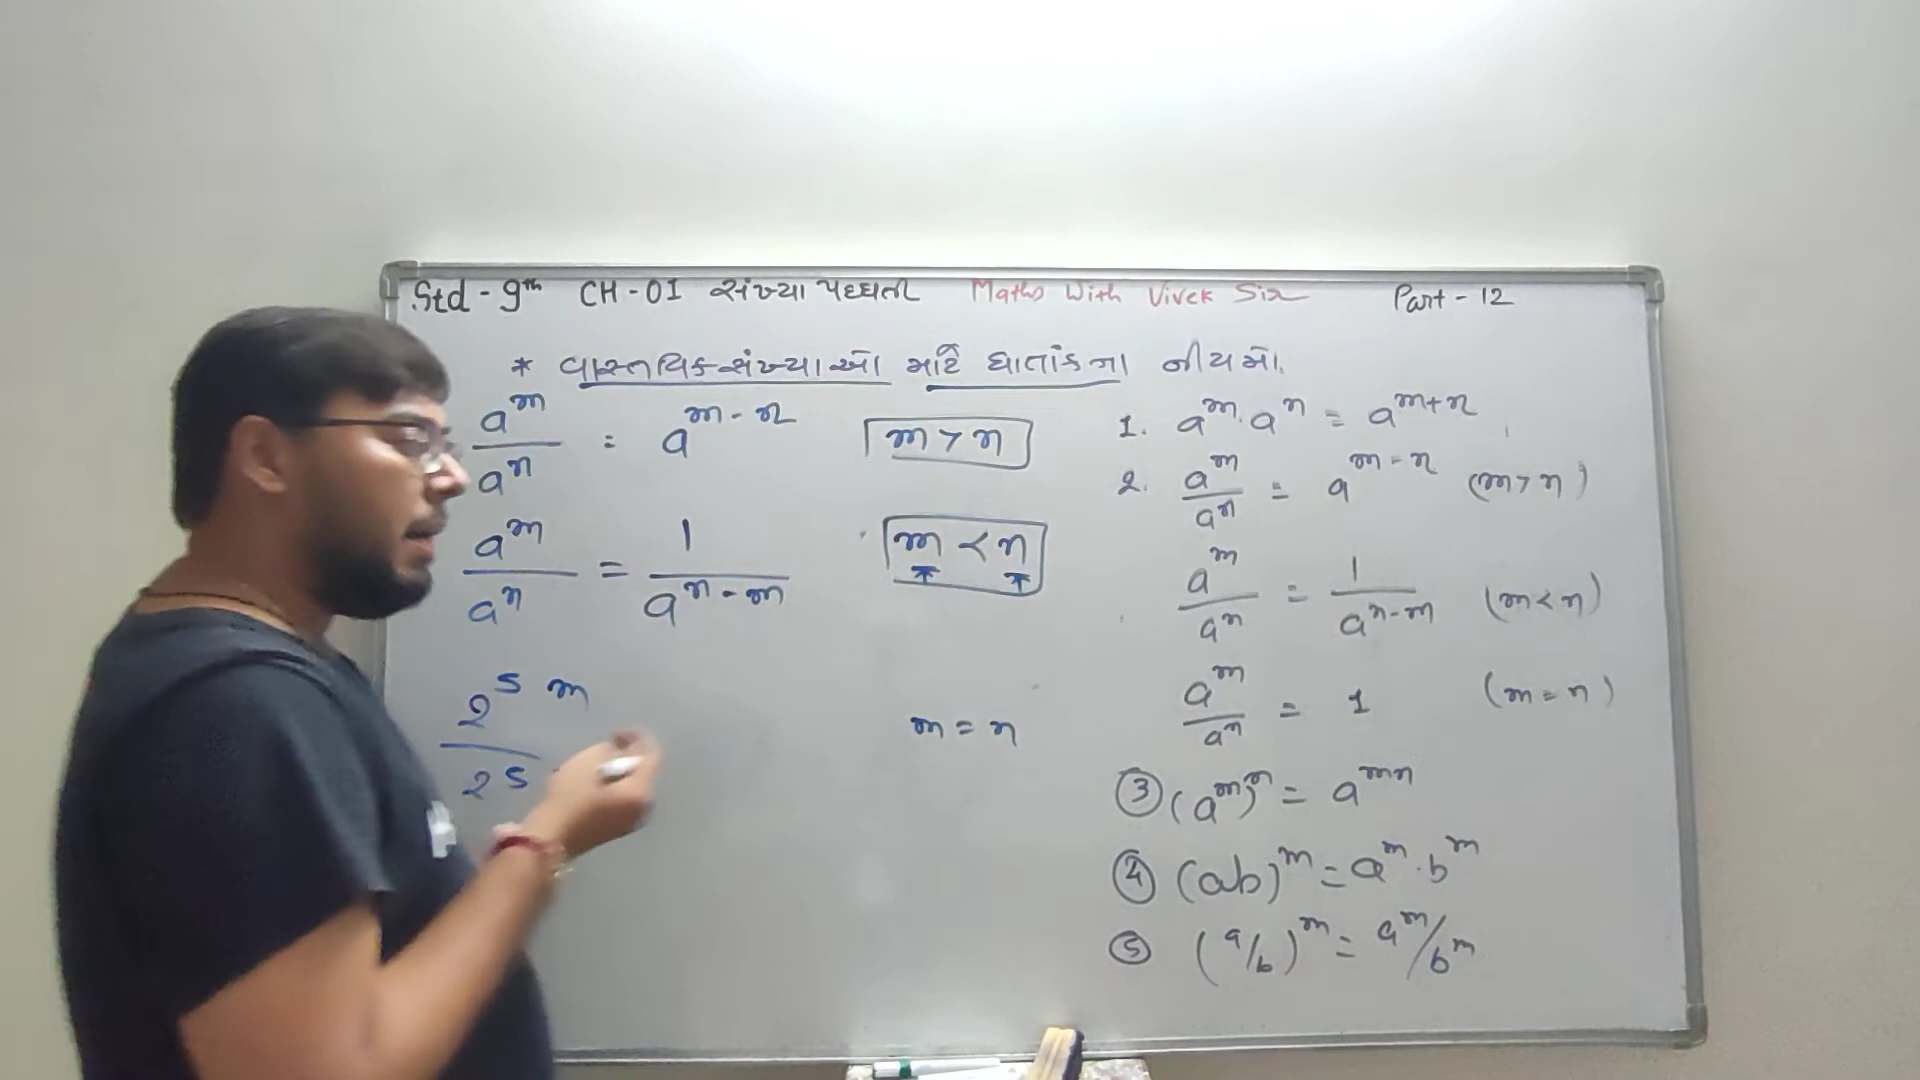 Std - 9th CH-01 સંખ્યા પધ્ધતી Maths With Vivek Sir Part - 12
* વાસ્તવિક સંખ્યાઓ માટે ઘાતાંકના નીયમો.
a^m / a^n = a^(m-n) [m > n]
a^m / a^n = 1 / a^(n-m) [m < n]
* *
2^5 m
2^5
m = n
1. a^m · a^n = a^(m+n)
2. a^m / a^n = a^(m-n) (m > n)
a^m / a^n = 1 / a^(n-m) (m < n)
a^m / a^n = 1 (m = n)
③ (a^m)^n = a^(mn)
④ (ab)^m = a^m · b^m
⑤ (a/b)^m = a^m / b^m